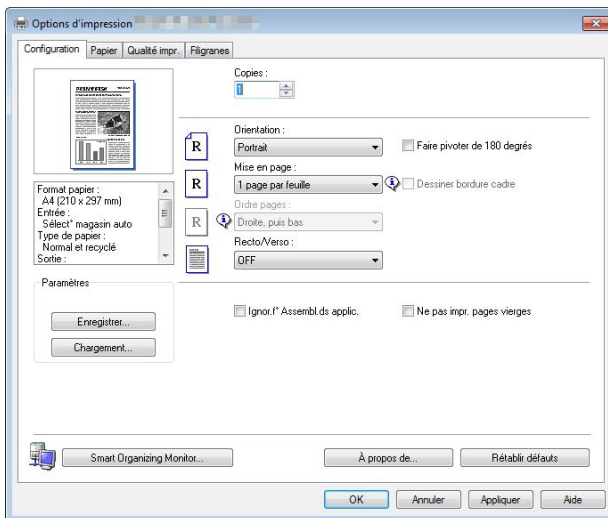 Options d'impression
Configuration
Papier
Qualité impr.
Filigranes
Copies :
1
Orientation :
R
Portrait
Faire pivoter de 180 degrés
Mise en page :
R
1 page par feuille
Dessiner bordure cadre
Ordre pages :
R
Droite, puis bas
Recto/Verso :
OFF
Format papier :
A4 (210 x 297 mm)
Entrée :
Sélect° magasin auto
Type de papier :
Normal et recyclé
Sortie :
Paramètres
Enregistrer...
Chargement...
Ignor.f° Assembl.ds applic.
Ne pas impr. pages vierges
Smart Organizing Monitor...
À propos de...
Rétablir défauts
OK
Annuler
Appliquer
Aide